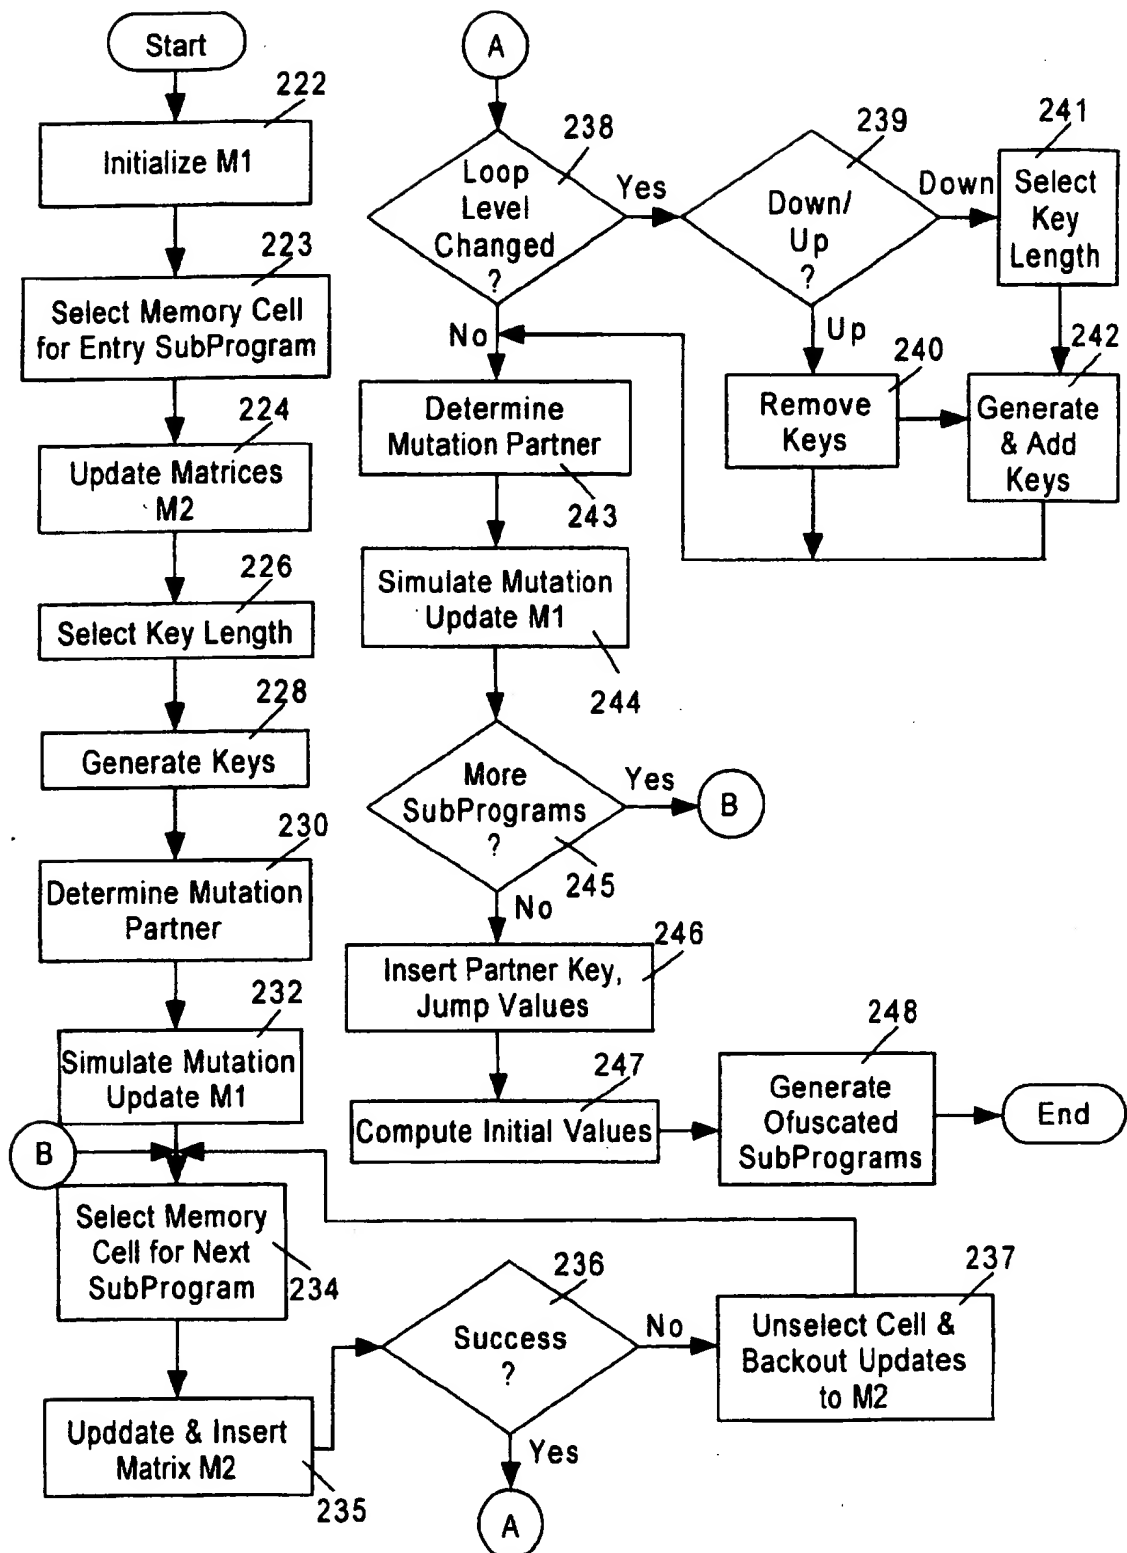 Start
222
Initialize M1
223
Select Memory Cell
for Entry SubProgram
224
Update Matrices
M2
226
Select Key Length
228
Generate Keys
230
Determine Mutation
Partner
232
Simulate Mutation
Update M1
B
Select Memory
Cell for Next
SubProgram
234
Upddate & Insert
Matrix M2
235
236
Success
?
No
Yes
A
237
Unselect Cell &
Backout Updates
to M2
A
238
Loop
Level
Changed
?
Yes
No
239
Down/
Up
?
Down
Up
241
Select
Key
Length
240
Remove
Keys
242
Generate
& Add
Keys
Determine
Mutation Partner
243
Simulate Mutation
Update M1
244
More
SubPrograms
?
245
Yes
B
No
246
Insert Partner Key,
Jump Values
247
Compute Initial Values
248
Generate
Ofuscated
SubPrograms
End